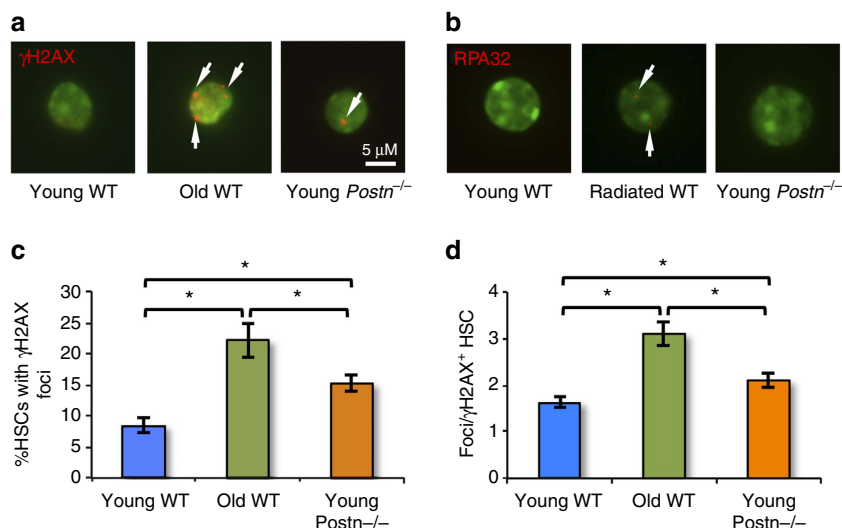 a
b
γH2AX
RPA32
5 μM
Young WT
Old WT
Young Postn–/–
Young WT
Radiated WT
Young Postn–/–
c
d
*
*
*
%HSCs with γH2AX
foci
30
25
20
15
10
5
0
Young WT
Old WT
Young
Postn–/–
*
*
*
Foci/γH2AX+ HSC
4
3
2
1
0
Young WT
Old WT
Young
Postn–/–